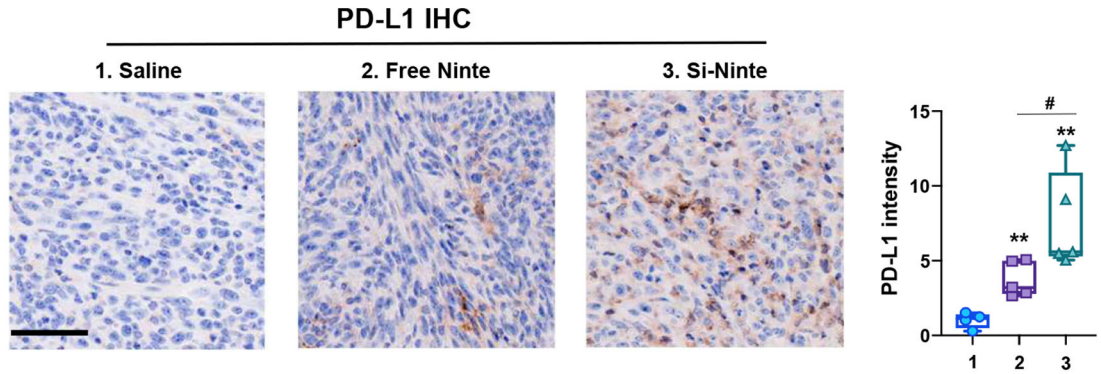 PD-L1 IHC
1. Saline
2. Free Ninte
3. Si-Ninte
PD-L1 intensity
15
10
5
0
#
**
**
1
2
3